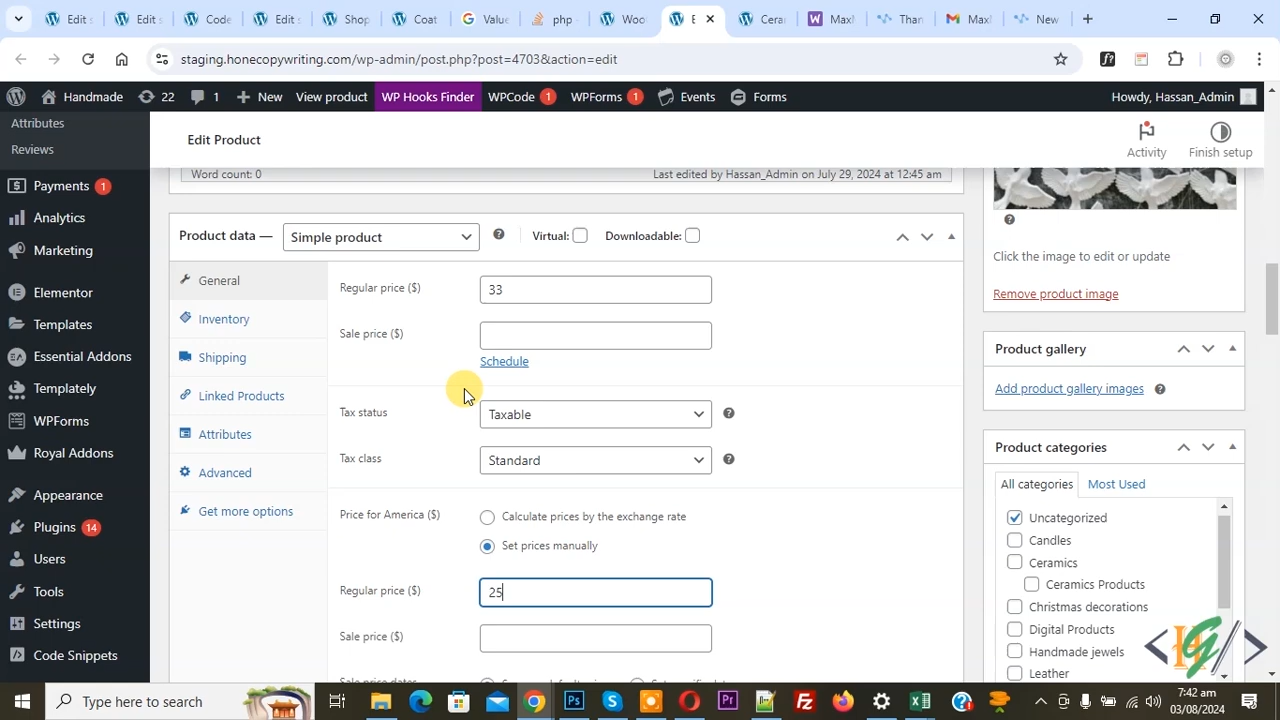 Edit s
Edit s
Code
Edit s
Shop
Coat
Value
php -
Woo
E
Cera
Maxl
Than
Maxl
New
staging.honecopywriting.com/wp-admin/post.php?post=4703&action=edit
Handmade
22
1
New
View product
WP Hooks Finder
WPCode 1
WPForms 1
Events
Forms
Howdy, Hassan_Admin
Attributes
Reviews
Payments 1
Analytics
Marketing
Elementor
Templates
Essential Addons
Templately
WPForms
Royal Addons
Appearance
Plugins 14
Users
Tools
Settings
Code Snippets
Edit Product
Activity
Finish setup
Word count: 0
Last edited by Hassan_Admin on July 29, 2024 at 12:45 am
Product data —
Simple product
Virtual:
Downloadable:
General
Inventory
Shipping
Linked Products
Attributes
Advanced
Get more options
Regular price ($)
33
Sale price ($)
Schedule
Tax status
Taxable
Tax class
Standard
Price for America ($)
Calculate prices by the exchange rate
Set prices manually
Regular price ($)
25
Sale price ($)
Click the image to edit or update
Remove product image
Product gallery
Add product gallery images
Product categories
All categories
Most Used
Uncategorized
Candles
Ceramics
Ceramics Products
Christmas decorations
Digital Products
Handmade jewels
Leather
Type here to search
7:42 am
03/08/2024